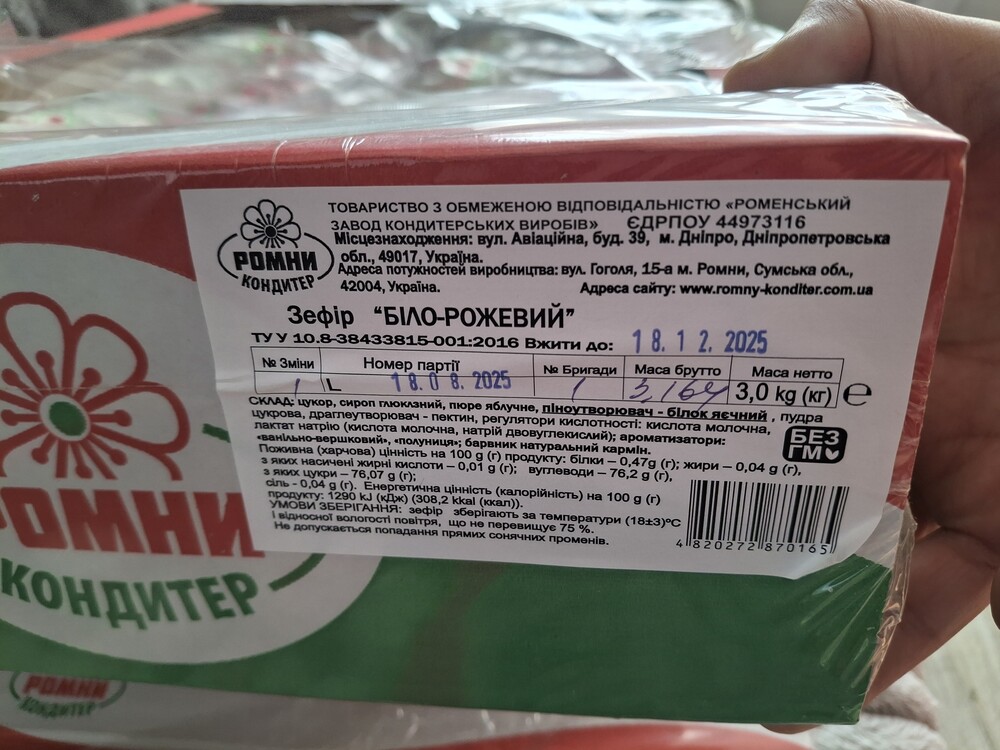 ТОВАРИСТВО З ОБМЕЖЕНОЮ ВІДПОВІДАЛЬНІСТЮ «РОМЕНСЬКИЙ
ЗАВОД КОНДИТЕРСЬКИХ ВИРОБІВ» ЄДРПОУ 44973116
Місцезнаходження: вул. Авіаційна, буд. 39, м. Дніпро, Дніпропетровська
обл., 49017, Україна.
Адреса потужностей виробництва: вул. Гоголя, 15-а м. Ромни, Сумська обл.,
42004, Україна. Адреса сайту: www.romny-konditer.com.ua
РОМНИ
КОНДИТЕР
Зефір "БІЛО-РОЖЕВИЙ"
ТУ У 10.8-38433815-001:2016 Вжити до: 18.12.2025
№ Зміни Номер партії № Бригади Маса брутто Маса нетто
1 L 18.08.2025 1 3,164 3,0 kg (кг) ℮
СКЛАД: цукор, сироп глюклзний, пюре яблучне, піноутворювач - білок яєчний , пудра
цукрова, драглеутворювач - пектин, регулятори кислотності: кислота молочна,
лактат натрію (кислота молочна, натрій двовуглекислий); ароматизатори:
«ванільно-вершковий», «полуниця»; барвник натуральний кармін.
БЕЗ
ГМ
Поживна (харчова) цінність на 100 g (г) продукту: білки – 0,47g (г); жири – 0,04 g (г),
з яких насичені жирні кислоти – 0,01 g (г); вуглеводи – 76,2 g (г),
з яких цукри – 76,07 g (г).
сіль - 0,04 g (г). Енергетична цінність (калорійність) на 100 g (г)
продукту: 1290 kJ (кДж) (308,2 kkal (ккал)).
УМОВИ ЗБЕРІГАННЯ: зефір зберігають за температури (18±3)°С
і відносної вологості повітря, що не перевищує 75 %.
Не допускається попадання прямих сонячних променів.
4 820272 870165
РОМНИ
КОНДИТЕР
РОМНИ
КОНДИТЕР